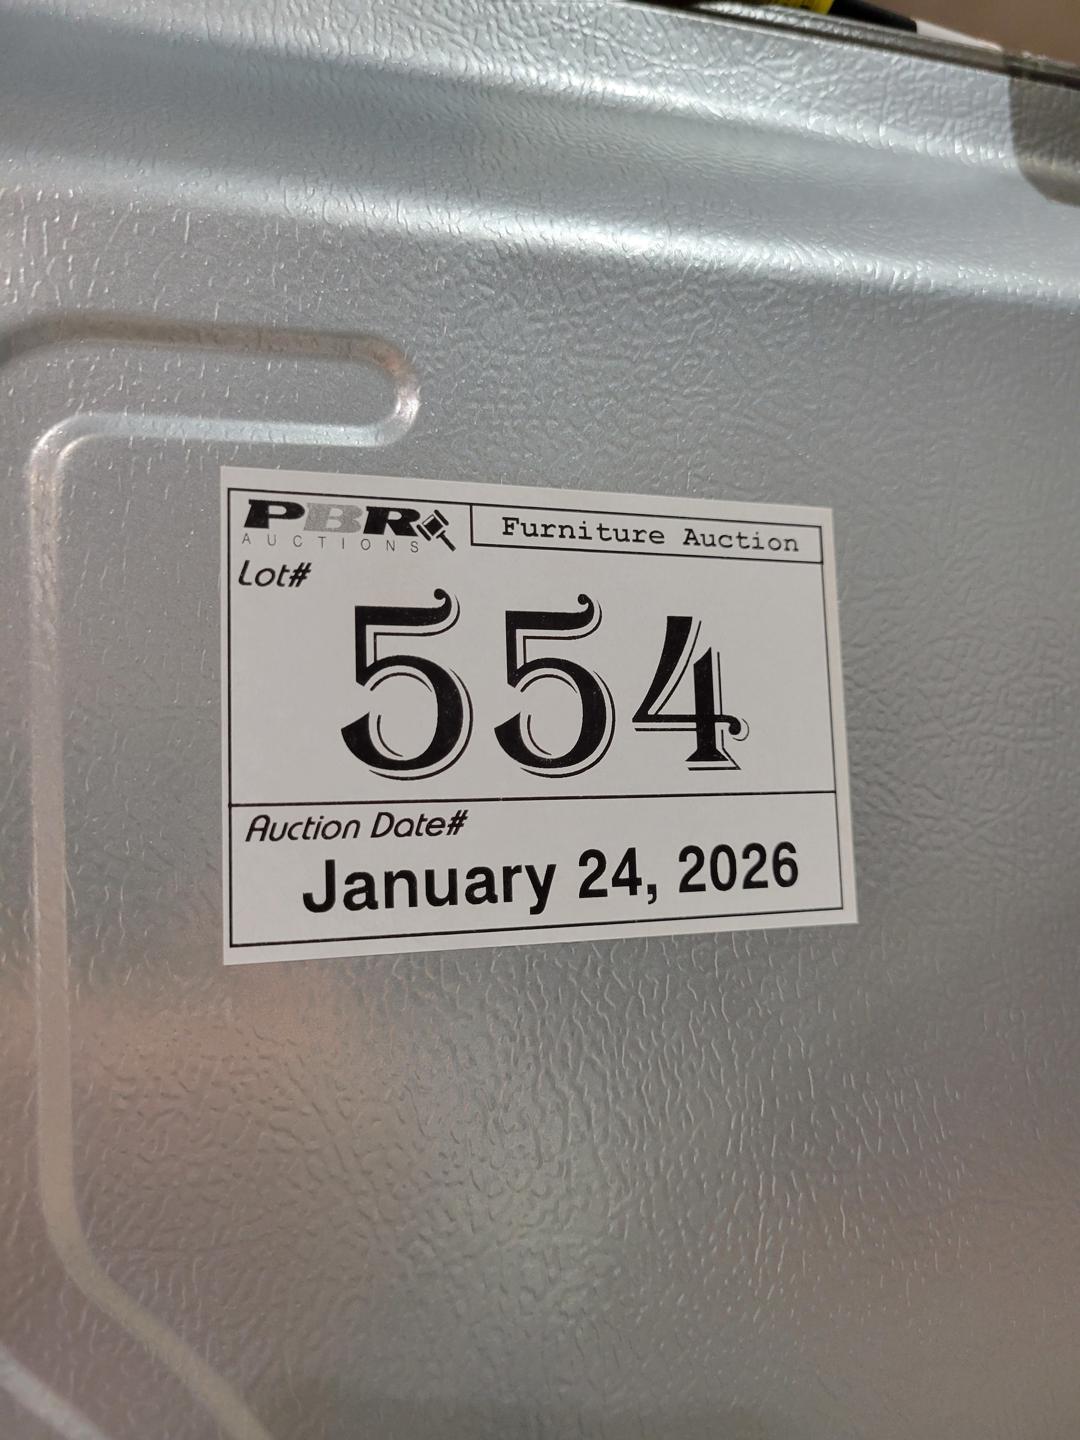 PBR
AUCTIONS
Furniture Auction
Lot#
554
Auction Date#
January 24, 2026